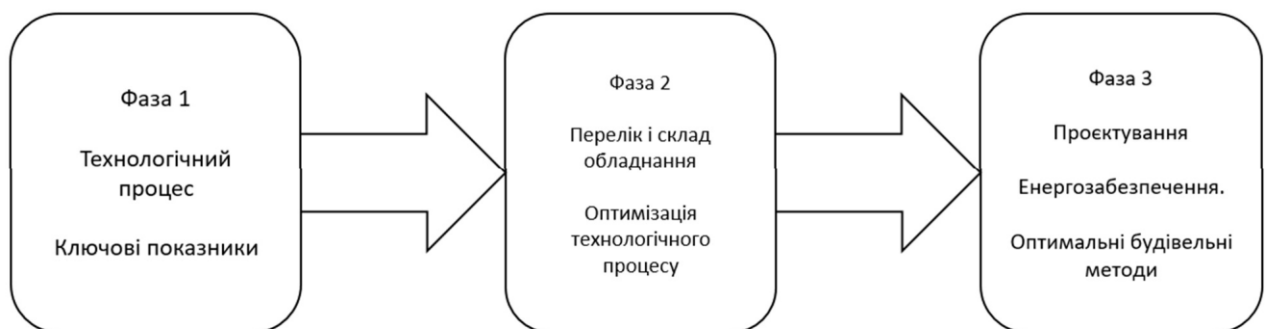 Фаза 1
Технологічний
процес
Ключові показники
Фаза 2
Перелік і склад
обладнання
Оптимізація
технологічного
процесу
Фаза 3
Проєктування
Енергозабезпечення.
Оптимальні будівельні
методи